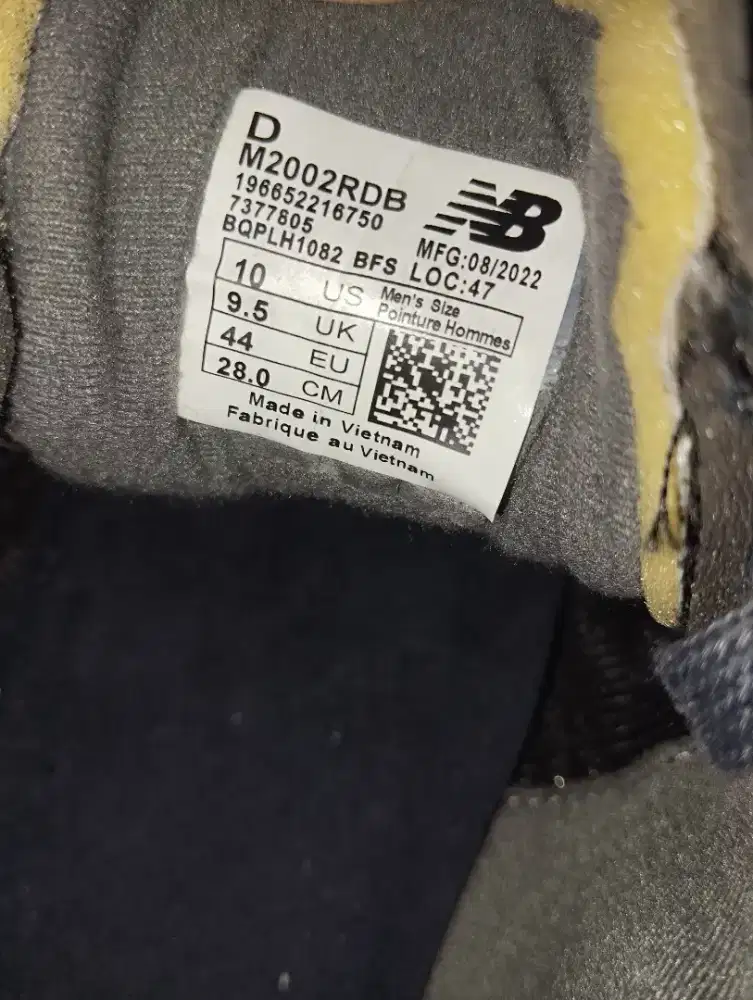 D
M2002RDB
196652216750
7377805
BQPLH1082 BFS LOC:47
NB
MFG:08/2022
10 US Men's Size
Pointure Hommes
9.5 UK
44 EU
28.0 CM
Made in Vietnam
Fabrique au Vietnam